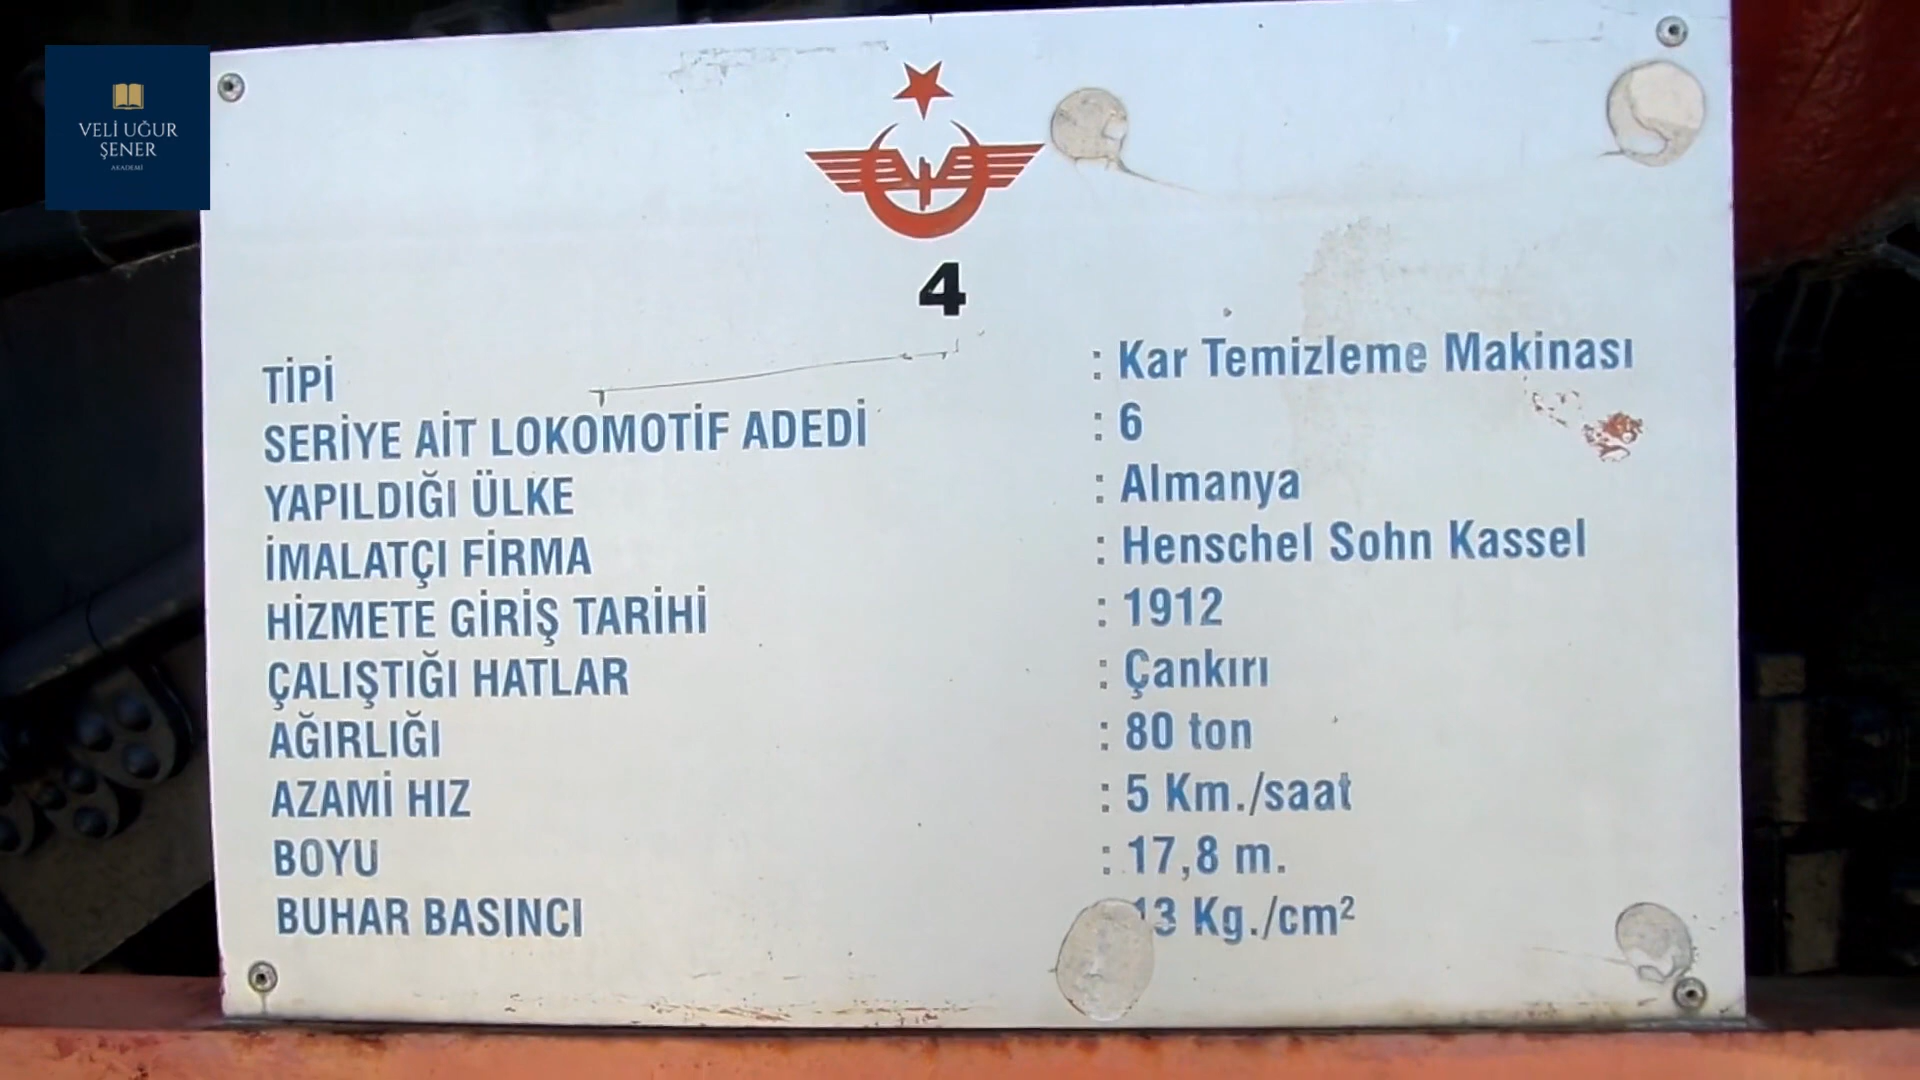 VELİ UĞUR
ŞENER
AKADEMİ
4
TİPİ : Kar Temizleme Makinası
SERİYE AİT LOKOMOTİF ADEDİ : 6
YAPILDIĞI ÜLKE : Almanya
İMALATÇI FİRMA : Henschel Sohn Kassel
HİZMETE GİRİŞ TARİHİ : 1912
ÇALIŞTIĞI HATLAR : Çankırı
AĞIRLIĞI : 80 ton
AZAMİ HIZ : 5 Km./saat
BOYU : 17,8 m.
BUHAR BASINCI 13 Kg./cm²